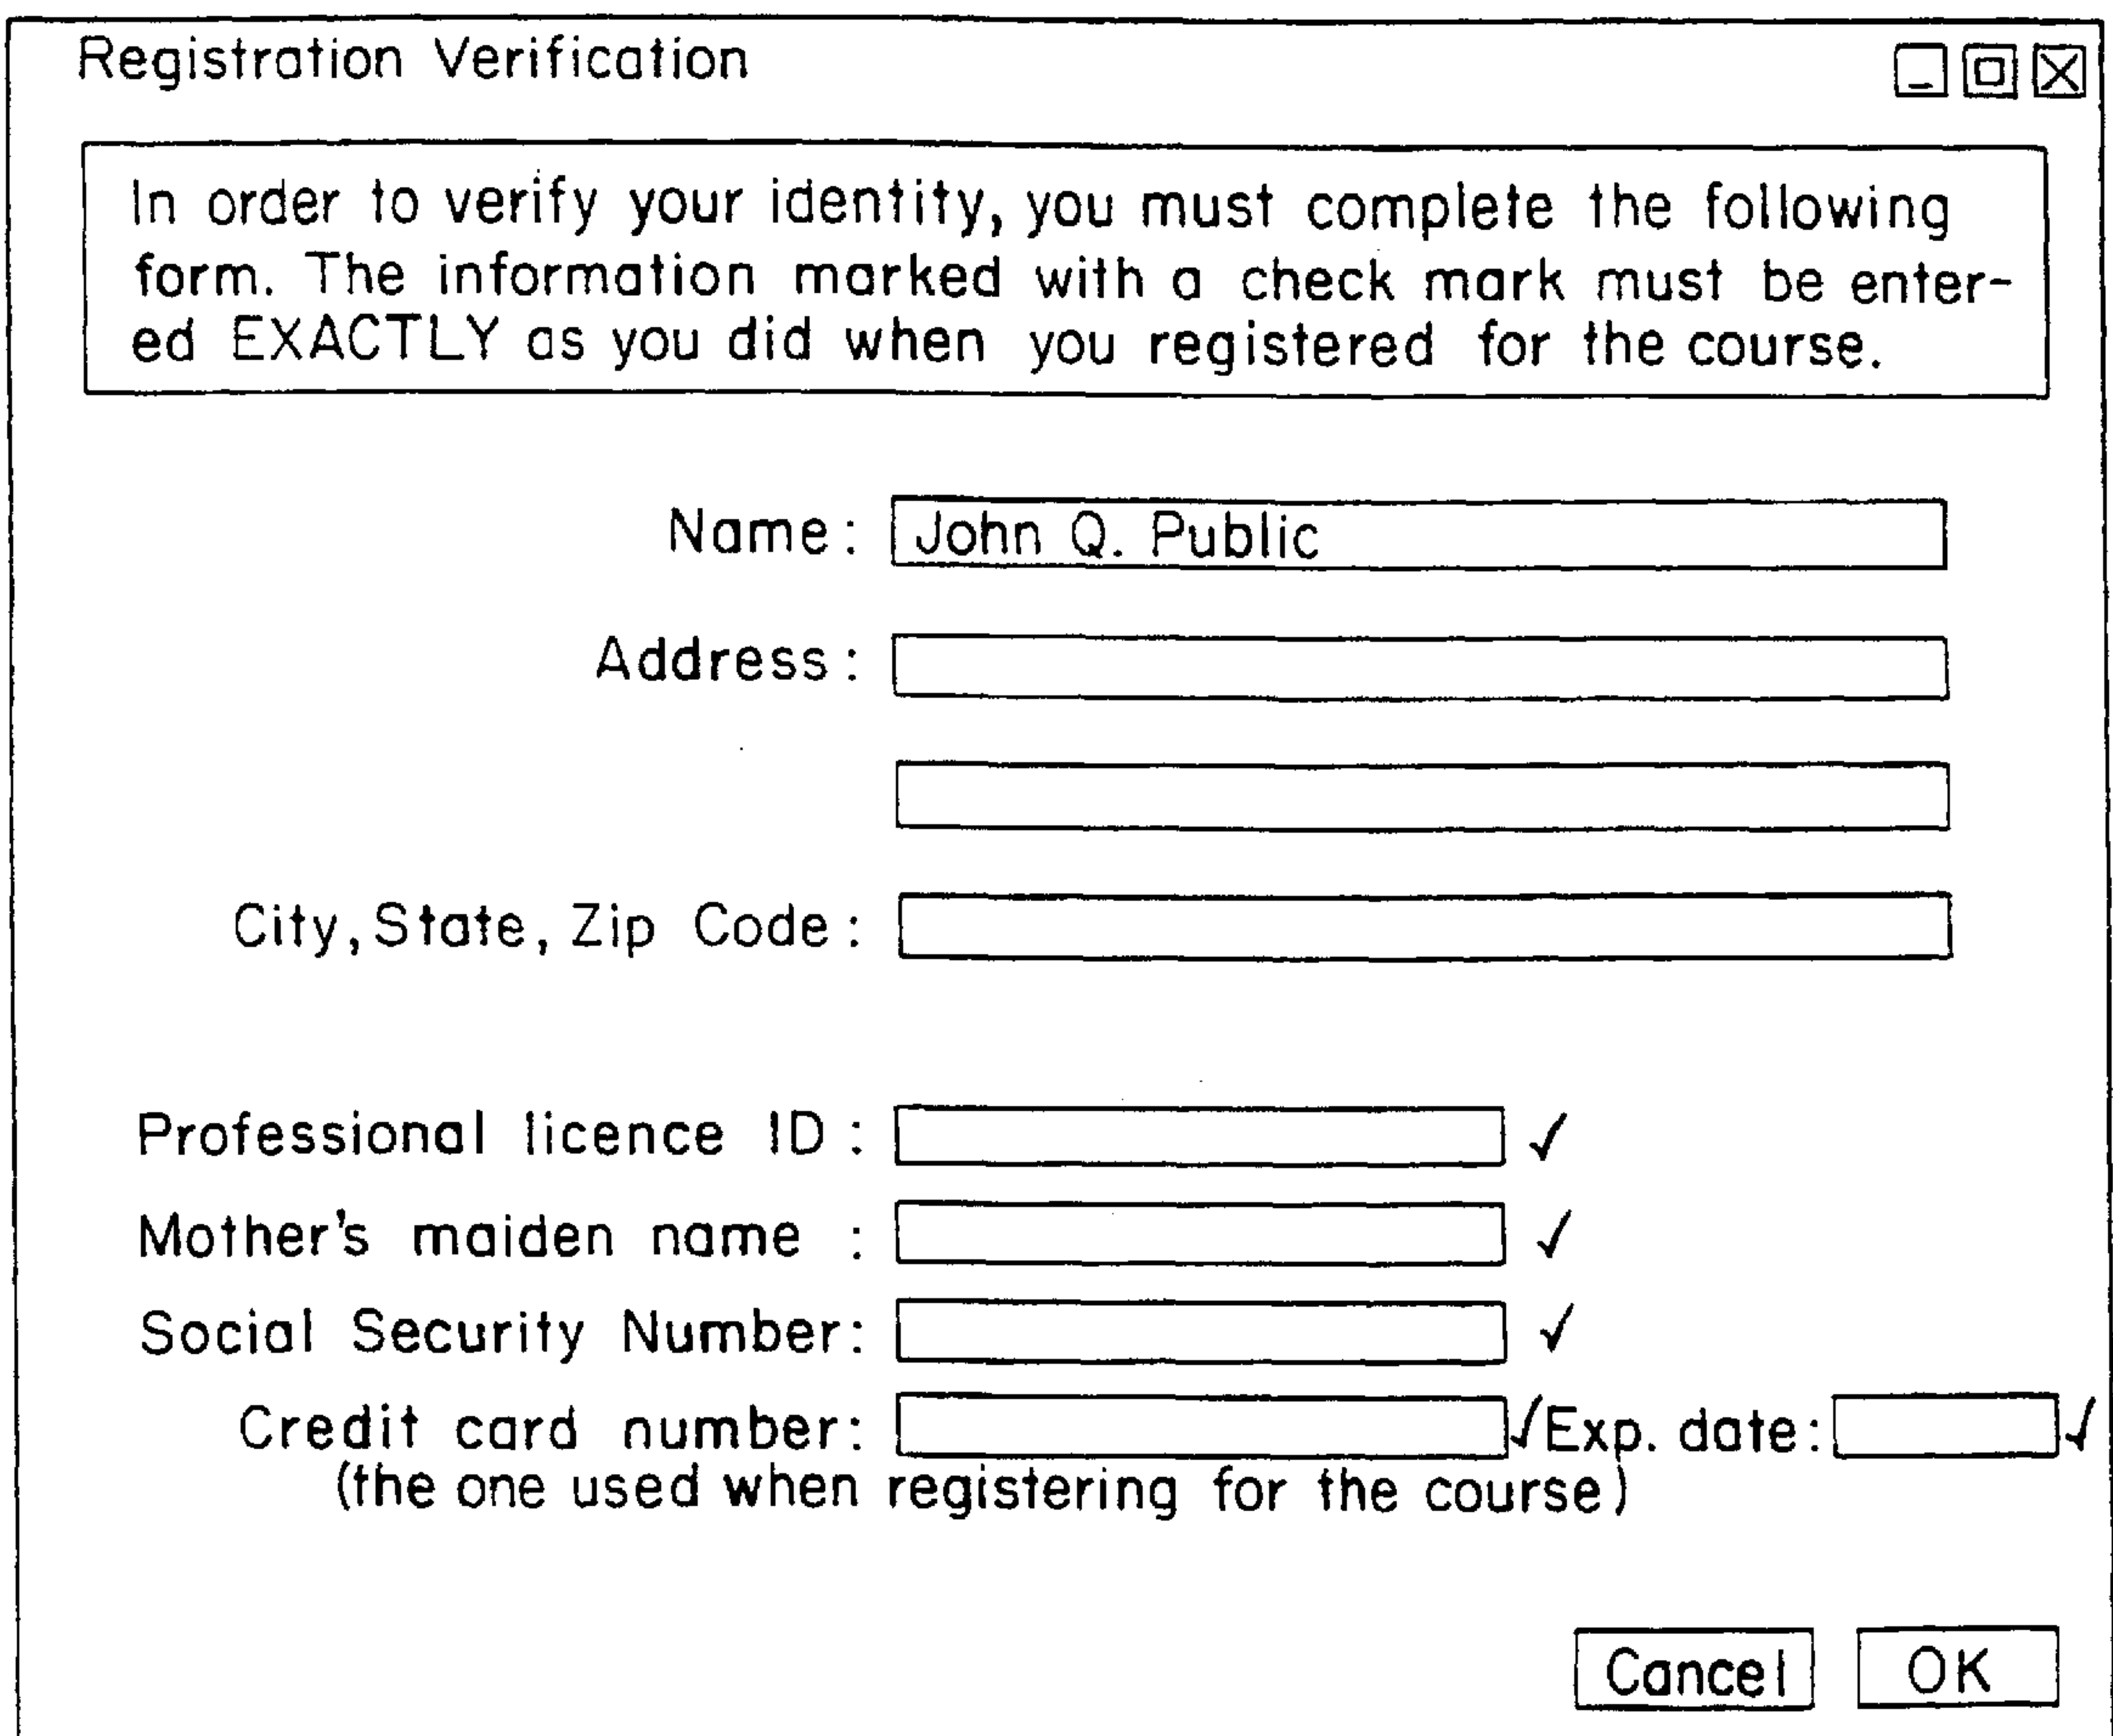 Registration Verification
In order to verify your identity, you must complete the following
form. The information marked with a check mark must be enter-
ed EXACTLY as you did when you registered for the course.
Name: John Q. Public
Address:
City, State, Zip Code:
Professional licence ID: ✓
Mother's maiden name : ✓
Social Security Number: ✓
Credit card number: ✓ Exp. date: ✓
(the one used when registering for the course)
Cancel OK